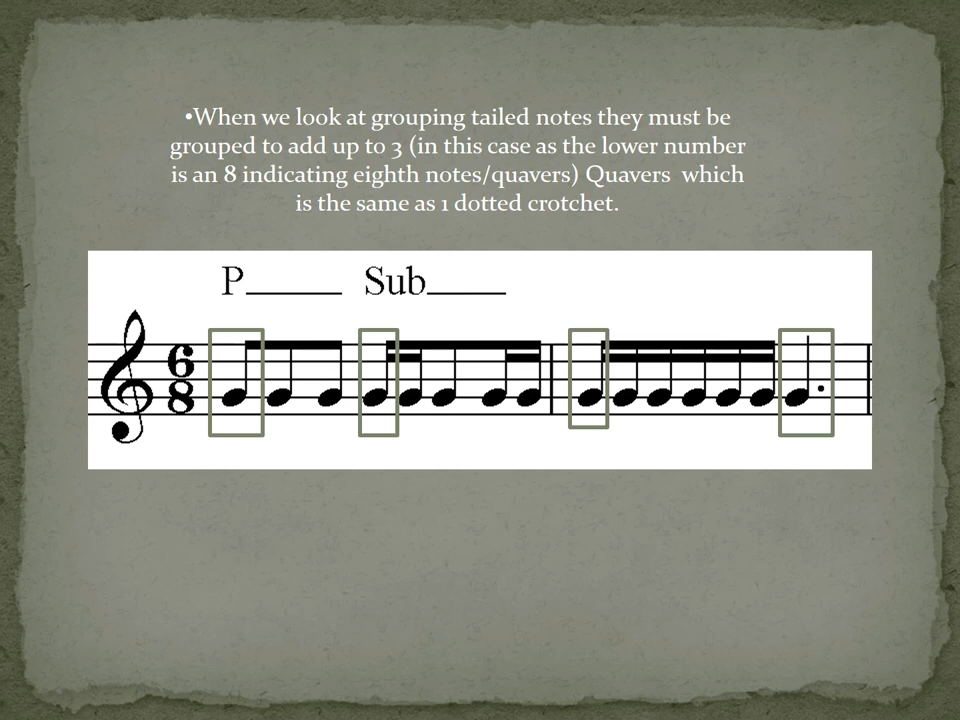 •When we look at grouping tailed notes they must be
grouped to add up to 3 (in this case as the lower number
is an 8 indicating eighth notes/quavers) Quavers  which
is the same as 1 dotted crotchet.
P_____ Sub____
6
8